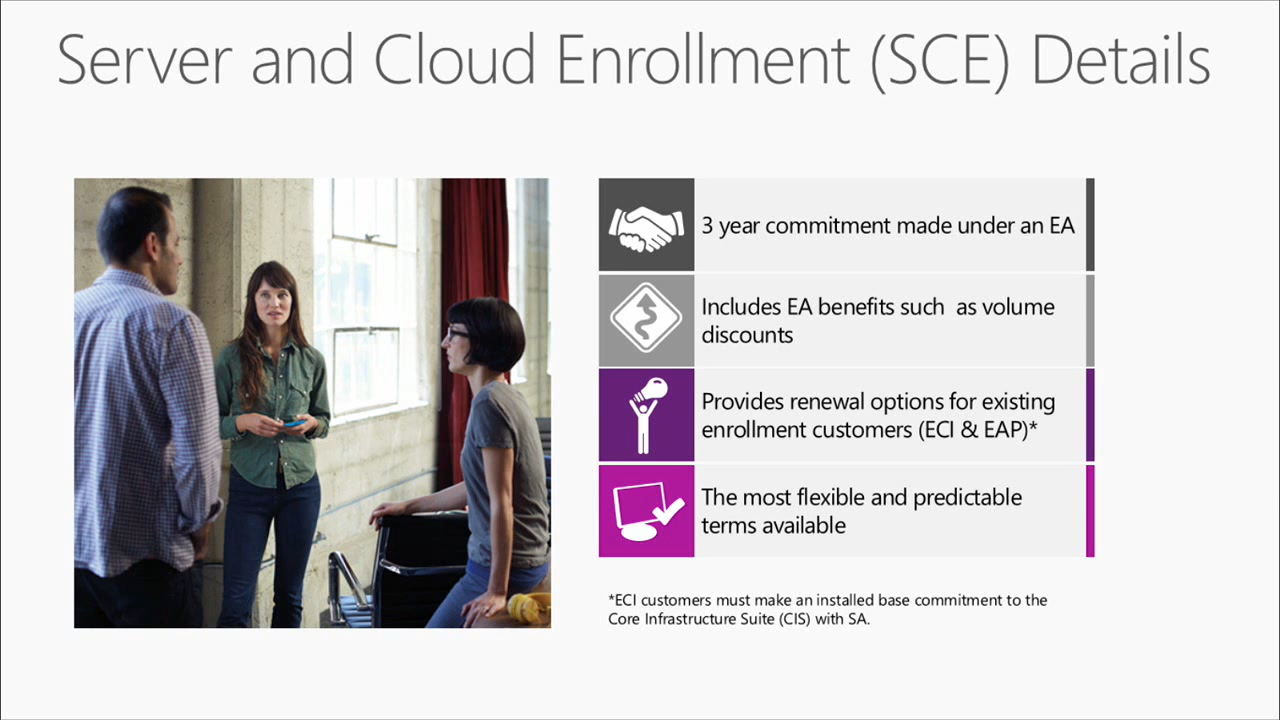 Server and Cloud Enrollment (SCE) Details
3 year commitment made under an EA
Includes EA benefits such  as volume
discounts
Provides renewal options for existing
enrollment customers (ECI & EAP)*
The most flexible and predictable
terms available
*ECI customers must make an installed base commitment to the
Core Infrastructure Suite (CIS) with SA.